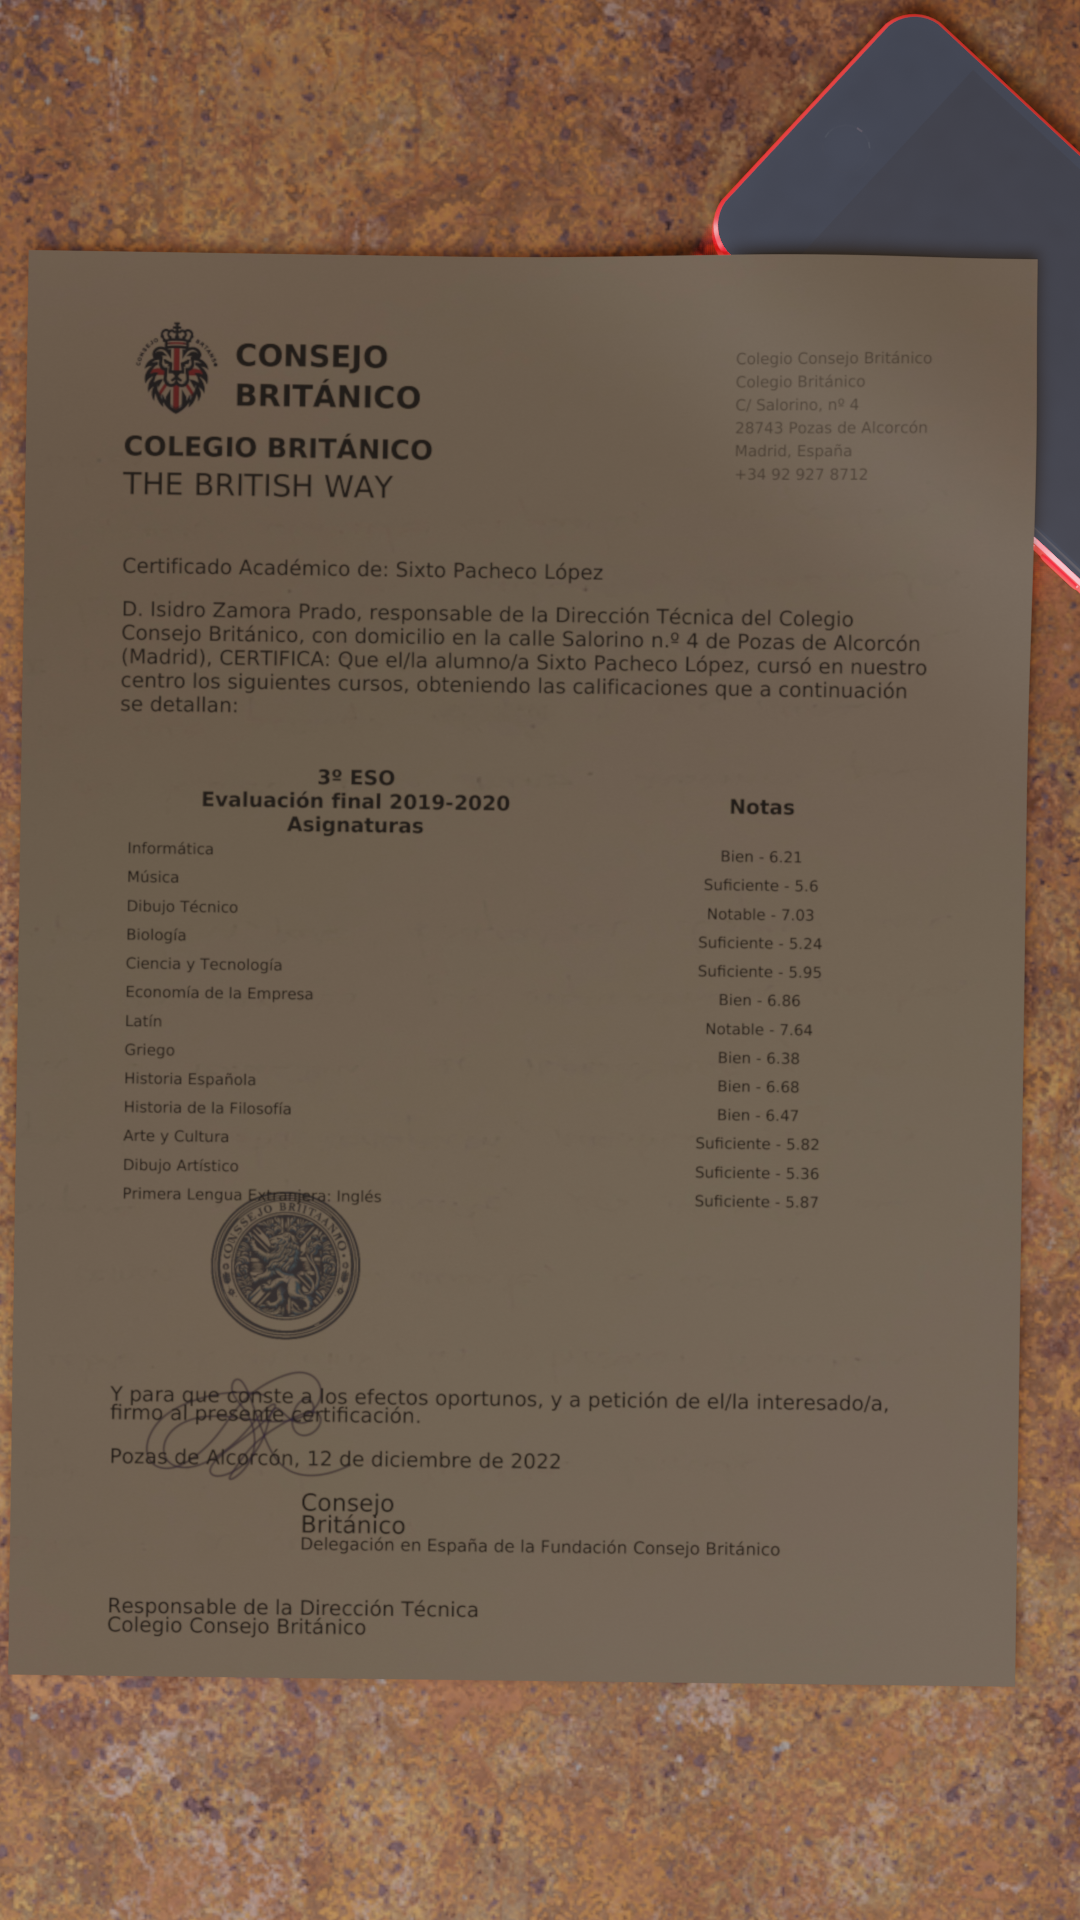 CONSEJO
BRITÁNICO
COLEGIO BRITÁNICO
THE BRITISH WAY
Colegio Consejo Británico
Colegio Británico
C/ Salorino, nº 4
28743 Pozas de Alcorcón
Madrid, España
+34 92 927 8712
Certificado Académico de: Sixto Pacheco López
D. Isidro Zamora Prado, responsable de la Dirección Técnica del Colegio
Consejo Británico, con domicilio en la calle Salorino n.º 4 de Pozas de Alcorcón
(Madrid), CERTIFICA: Que el/la alumno/a Sixto Pacheco López, cursó en nuestro
centro los siguientes cursos, obteniendo las calificaciones que a continuación
se detallan:
3º ESO
Evaluación final 2019-2020
Asignaturas
Notas
Informática Bien - 6.21
Música Suficiente - 5.6
Dibujo Técnico Notable - 7.03
Biología Suficiente - 5.24
Ciencia y Tecnología Suficiente - 5.95
Economía de la Empresa Bien - 6.86
Latín Notable - 7.64
Griego Bien - 6.38
Historia Española Bien - 6.68
Historia de la Filosofía Bien - 6.47
Arte y Cultura Suficiente - 5.82
Dibujo Artístico Suficiente - 5.36
Primera Lengua Extranjera: Inglés Suficiente - 5.87
CONSSEJO BRIITAANNO
Y para que conste a los efectos oportunos, y a petición de el/la interesado/a,
firmo al presente certificación.
Pozas de Alcorcón, 12 de diciembre de 2022
Consejo
Británico
Delegación en España de la Fundación Consejo Británico
Responsable de la Dirección Técnica
Colegio Consejo Británico